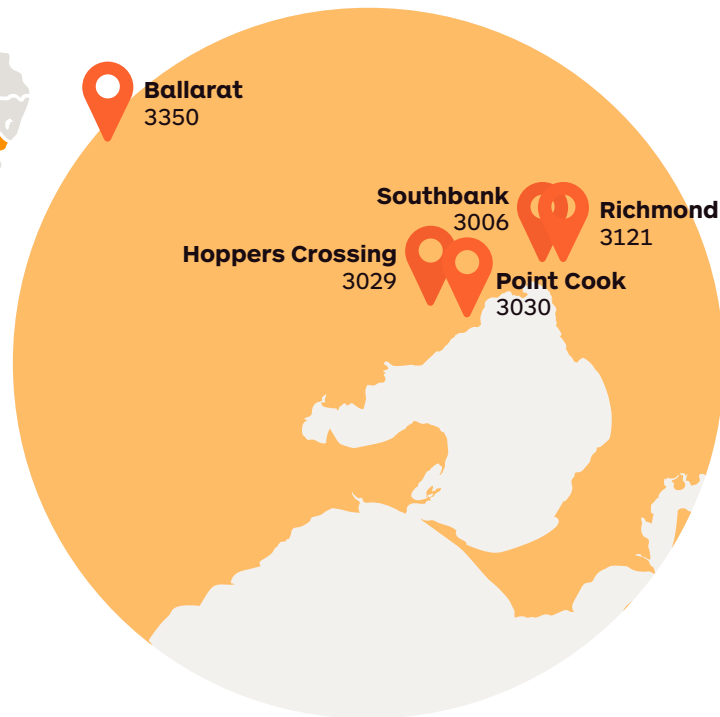 Ballarat
3350
Southbank
3006
Richmond
3121
Hoppers Crossing
3029
Point Cook
3030